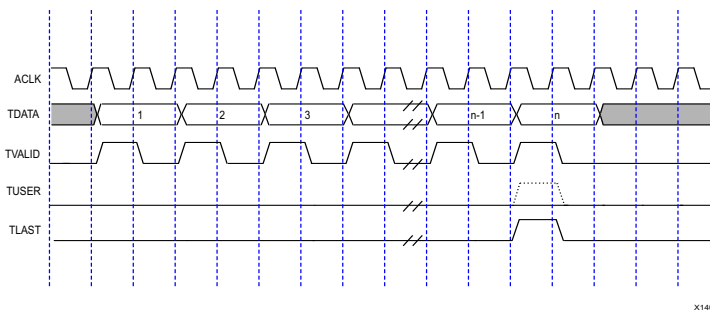 ACLK
TDATA 1 2 3 n-1 n
TVALID
TUSER
TLAST